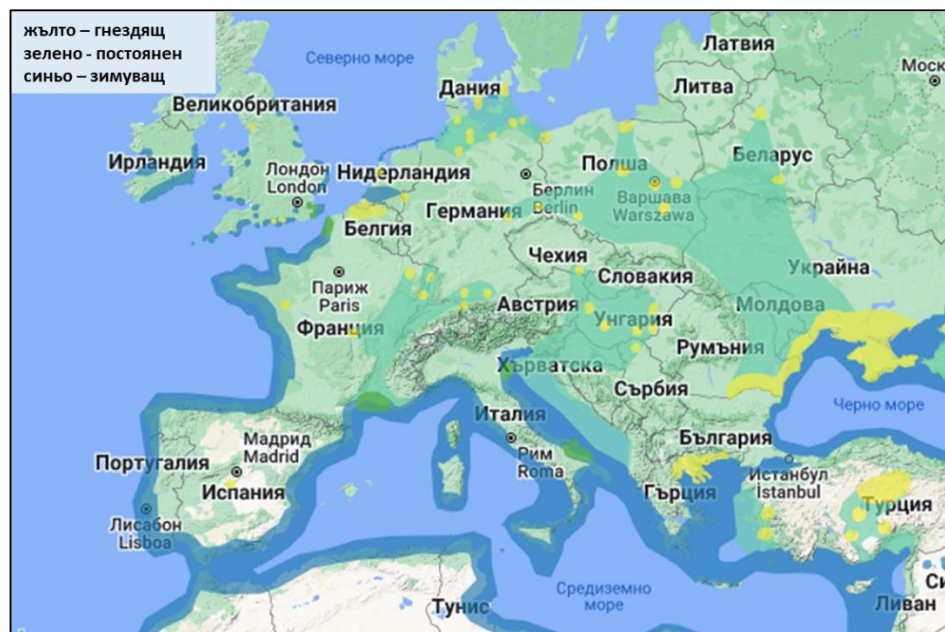 жълто – гнездящ
зелено - постоянен
синьо – зимуващ
Северно море
Латвия
Моск
Дания
Литва
Великобритания
Ирландия
Лондон
London
Нидерландия
Полша
Беларус
Берлин
Berlin
Варшава
Warszawa
Германия
Белгия
Чехия
Словакия
Украйна
Париж
Paris
Австрия
Унгария
Молдова
Франция
Румъния
Хърватска
Сърбия
Черно море
Италия
Мадрид
Madrid
България
Португалия
Рим
Roma
Истанбул
İstanbul
Испания
Гърция
Турция
Лисабон
Lisboa
Средиземно
море
Си
Тунис
Ливан